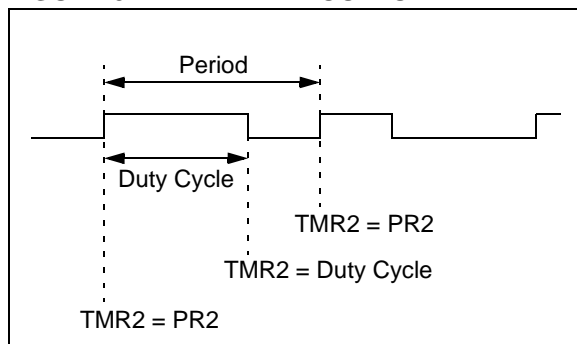 Period
Duty Cycle
TMR2 = PR2
TMR2 = Duty Cycle
TMR2 = PR2